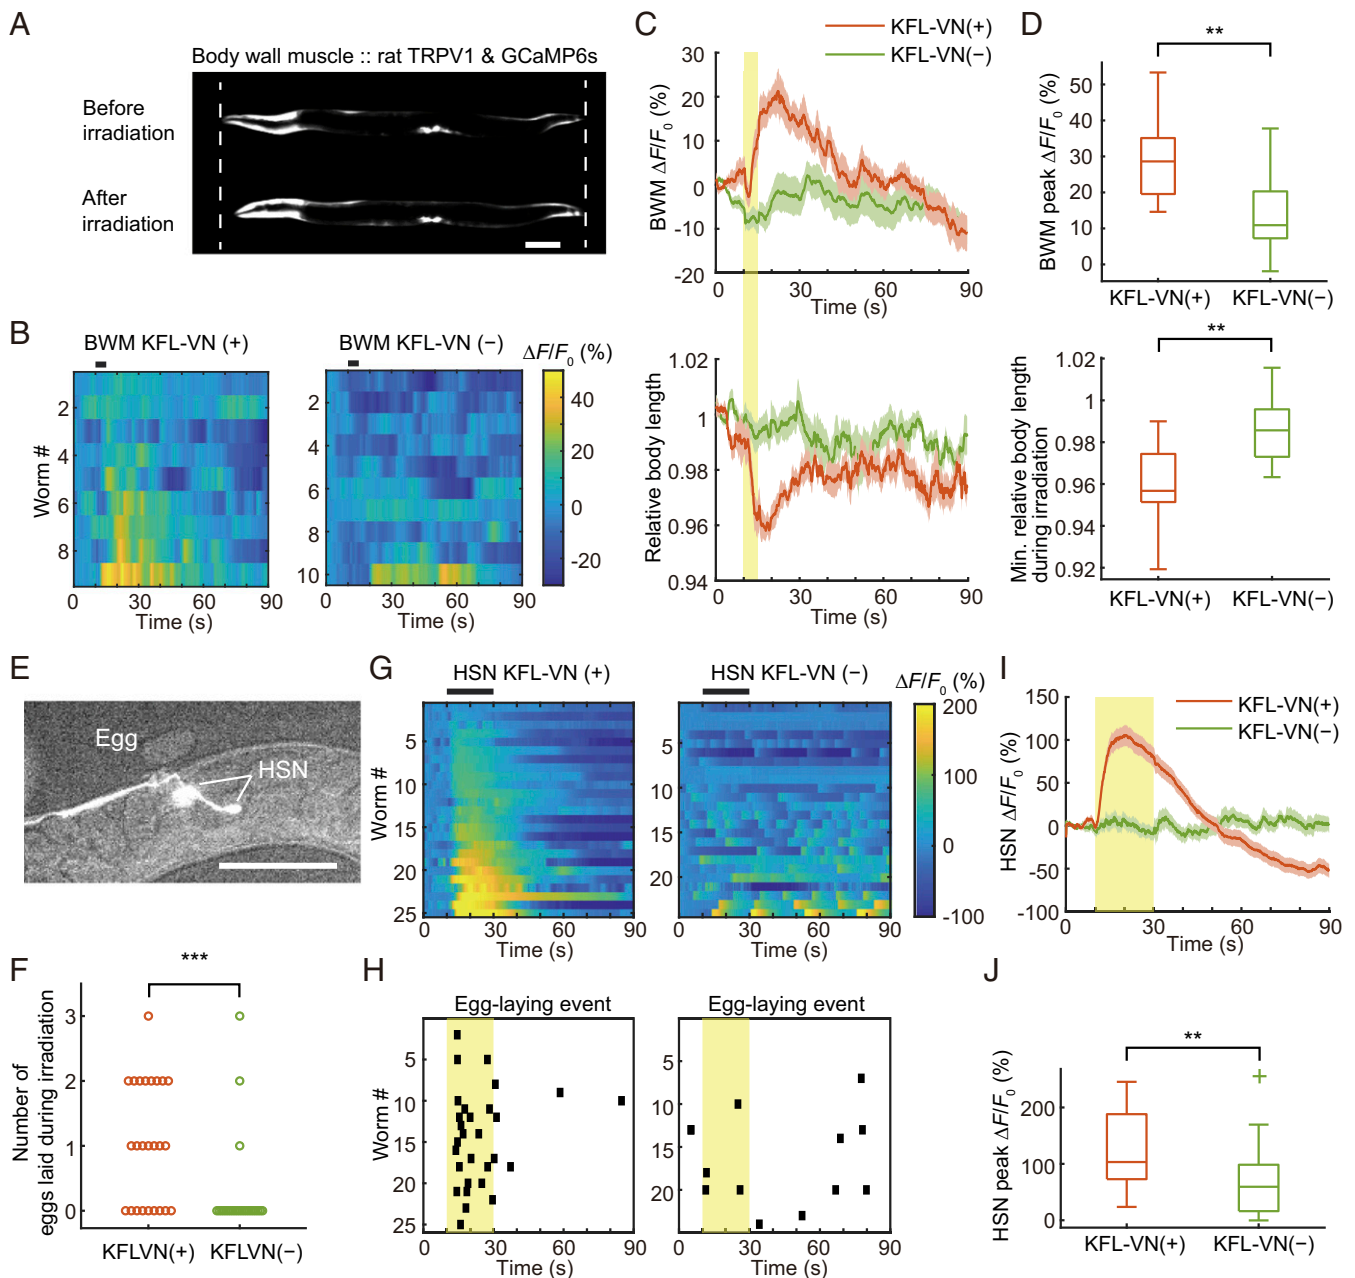 A
Body wall muscle :: rat TRPV1 & GCaMP6s
Before
irradiation
After
irradiation
B
BWM KFL-VN (+)
BWM KFL-VN (−)
ΔF/F0 (%)
Worm #
2
4
6
8
0
30
60
90
Time (s)
2
4
6
8
10
0
30
60
90
Time (s)
40
20
0
-20
C
KFL-VN(+)
KFL-VN(−)
BWM ΔF/F0 (%)
30
20
10
0
-10
-20
0
30
60
90
Time (s)
Relative body length
1.02
1
0.98
0.96
0.94
0
30
60
90
Time (s)
D
**
BWM peak ΔF/F0 (%)
50
40
30
20
10
0
KFL-VN(+)
KFL-VN(−)
**
Min. relative body length
during irradiation
1.02
1
0.98
0.96
0.94
0.92
KFL-VN(+)
KFL-VN(−)
E
Egg
HSN
F
***
Number of
eggs laid during irradiation
3
2
1
0
KFLVN(+)
KFLVN(−)
G
HSN KFL-VN (+)
HSN KFL-VN (−)
ΔF/F0 (%)
Worm #
5
10
15
20
25
0
30
60
90
Time (s)
5
10
15
20
0
30
60
90
Time (s)
200
100
0
-100
H
Egg-laying event
Egg-laying event
Worm #
5
10
15
20
25
0
30
60
90
Time (s)
5
10
15
20
0
30
60
90
Time (s)
I
KFL-VN(+)
KFL-VN(−)
HSN ΔF/F0 (%)
150
100
50
0
-50
-100
0
30
60
90
Time (s)
J
**
HSN peak ΔF/F0 (%)
200
100
0
KFL-VN(+)
KFL-VN(−)